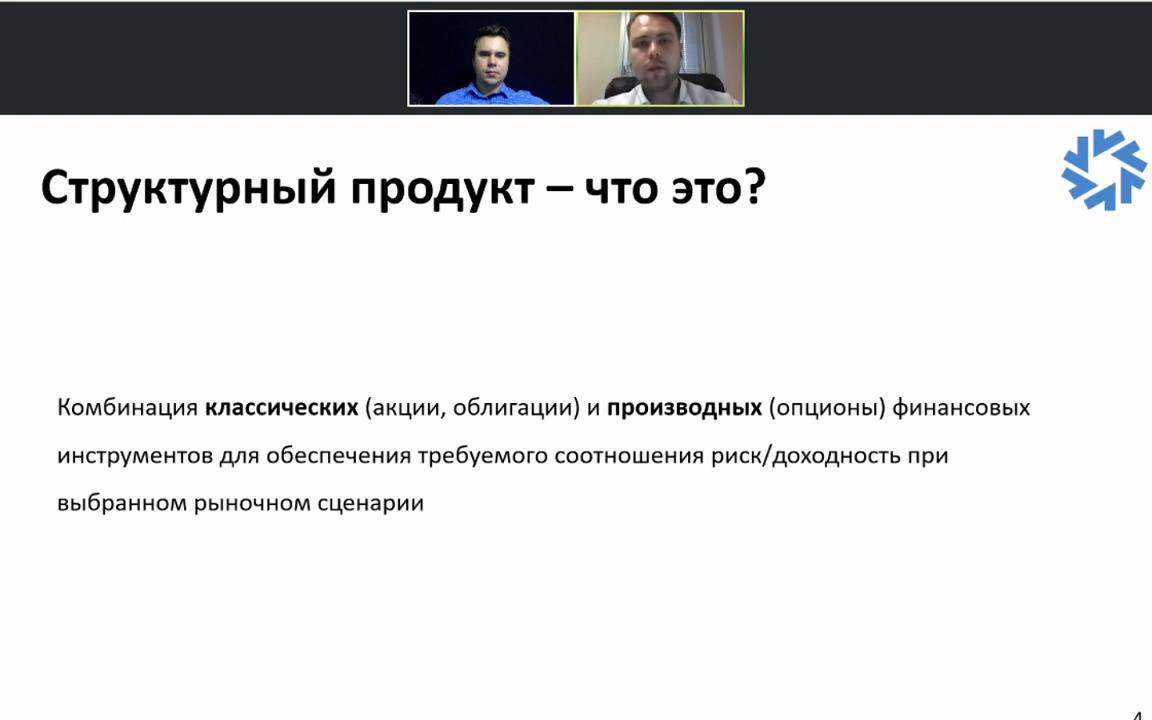 Структурный продукт – что это?
Комбинация классических (акции, облигации) и производных (опционы) финансовых
инструментов для обеспечения требуемого соотношения риск/доходность при
выбранном рыночном сценарии
4